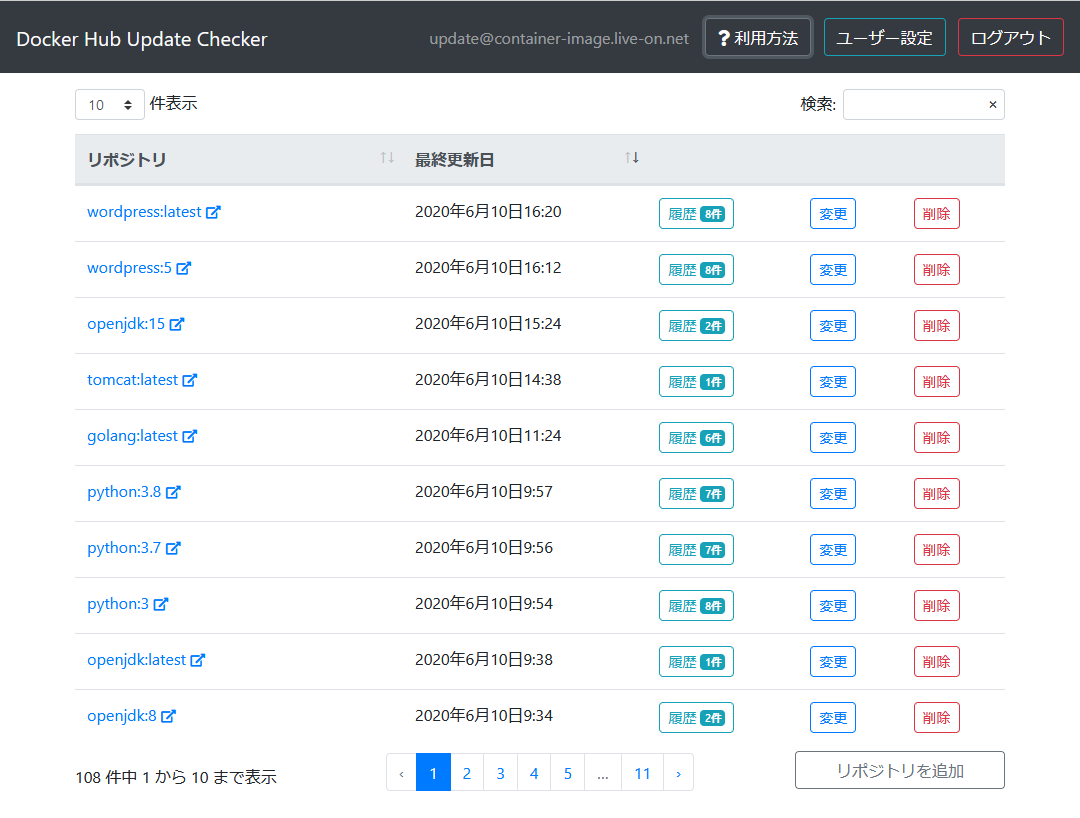 Docker Hub Update Checker update@container-image.live-on.net ? 利用方法 ユーザー設定 ログアウト
10 件表示 検索: ×
リポジトリ ↑↓ 最終更新日 ↑↓
wordpress:latest 2020年6月10日16:20 履歴 8件 変更 削除
wordpress:5 2020年6月10日16:12 履歴 8件 変更 削除
openjdk:15 2020年6月10日15:24 履歴 2件 変更 削除
tomcat:latest 2020年6月10日14:38 履歴 1件 変更 削除
golang:latest 2020年6月10日11:24 履歴 6件 変更 削除
python:3.8 2020年6月10日9:57 履歴 7件 変更 削除
python:3.7 2020年6月10日9:56 履歴 7件 変更 削除
python:3 2020年6月10日9:54 履歴 8件 変更 削除
openjdk:latest 2020年6月10日9:38 履歴 1件 変更 削除
openjdk:8 2020年6月10日9:34 履歴 2件 変更 削除
108 件中 1 から 10 まで表示 ‹ 1 2 3 4 5 ... 11 › リポジトリを追加